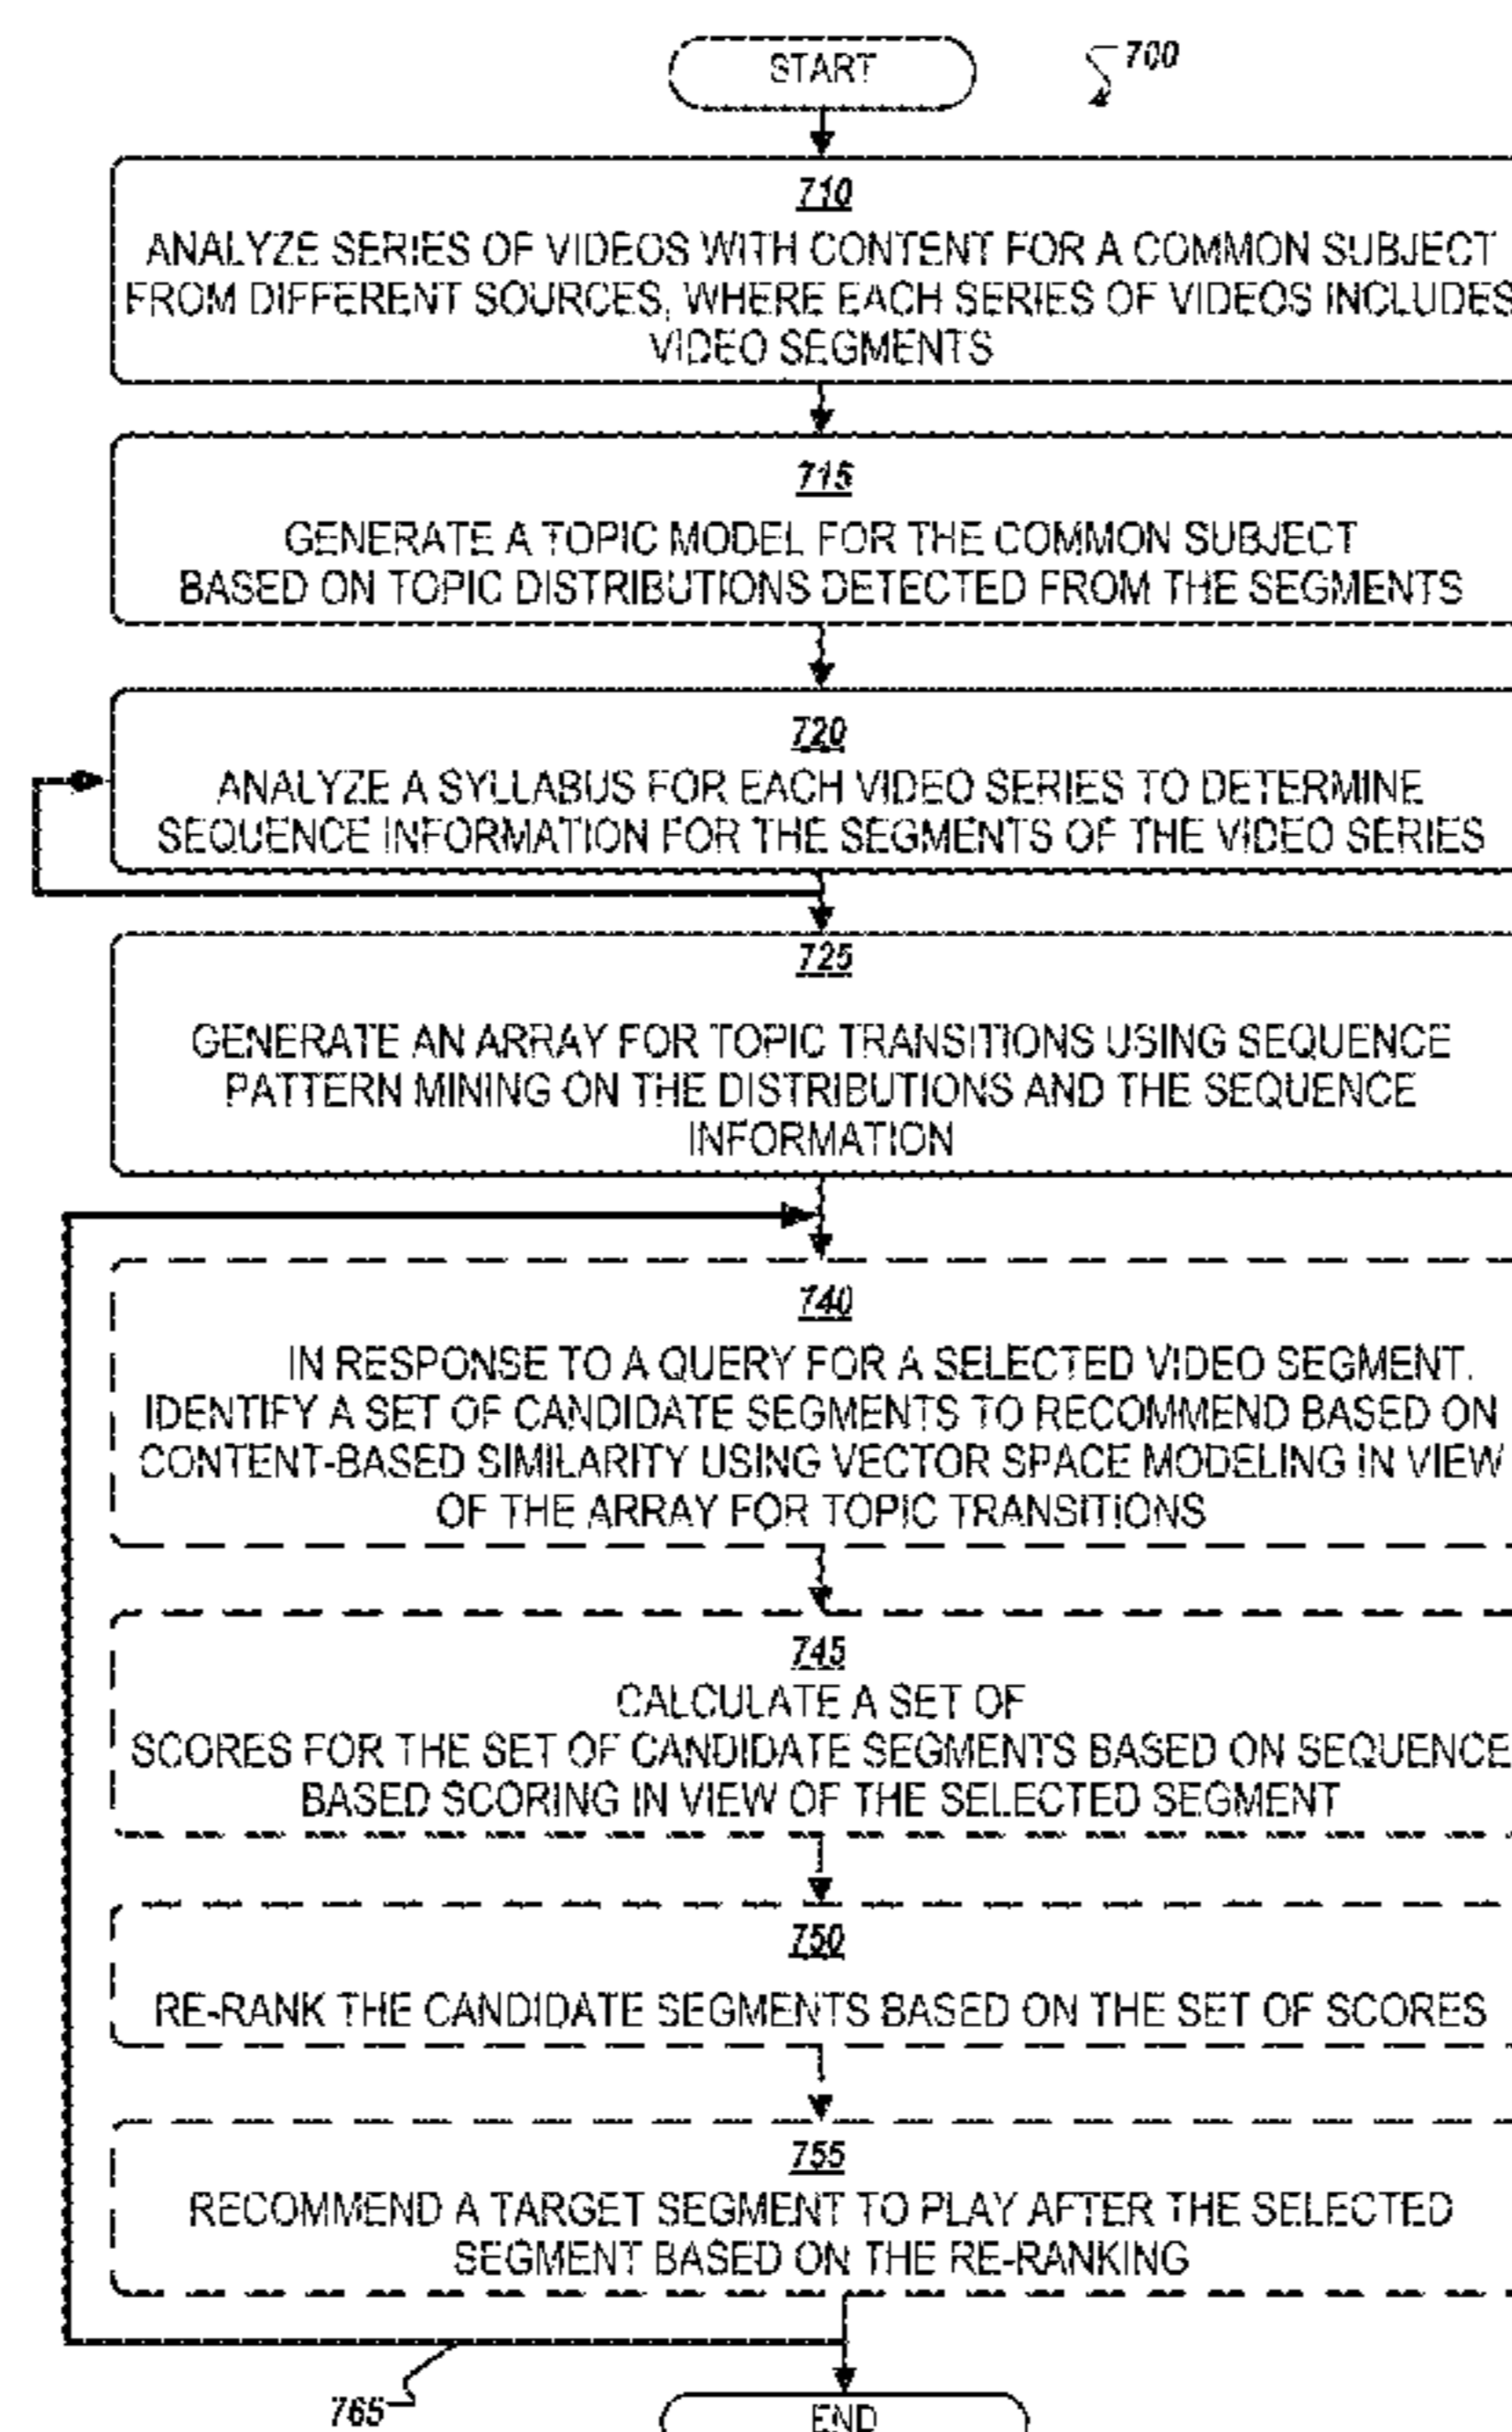 START
700
710
ANALYZE SERIES OF VIDEOS WITH CONTENT FOR A COMMON SUBJECT
FROM DIFFERENT SOURCES, WHERE EACH SERIES OF VIDEOS INCLUDES
VIDEO SEGMENTS
715
GENERATE A TOPIC MODEL FOR THE COMMON SUBJECT
BASED ON TOPIC DISTRIBUTIONS DETECTED FROM THE SEGMENTS
720
ANALYZE A SYLLABUS FOR EACH VIDEO SERIES TO DETERMINE
SEQUENCE INFORMATION FOR THE SEGMENTS OF THE VIDEO SERIES
725
GENERATE AN ARRAY FOR TOPIC TRANSITIONS USING SEQUENCE
PATTERN MINING ON THE DISTRIBUTIONS AND THE SEQUENCE
INFORMATION
740
IN RESPONSE TO A QUERY FOR A SELECTED VIDEO SEGMENT,
IDENTIFY A SET OF CANDIDATE SEGMENTS TO RECOMMEND BASED ON
CONTENT-BASED SIMILARITY USING VECTOR SPACE MODELING IN VIEW
OF THE ARRAY FOR TOPIC TRANSITIONS
745
CALCULATE A SET OF
SCORES FOR THE SET OF CANDIDATE SEGMENTS BASED ON SEQUENCE
BASED SCORING IN VIEW OF THE SELECTED SEGMENT
750
RE-RANK THE CANDIDATE SEGMENTS BASED ON THE SET OF SCORES
755
RECOMMEND A TARGET SEGMENT TO PLAY AFTER THE SELECTED
SEGMENT BASED ON THE RE-RANKING
765
END